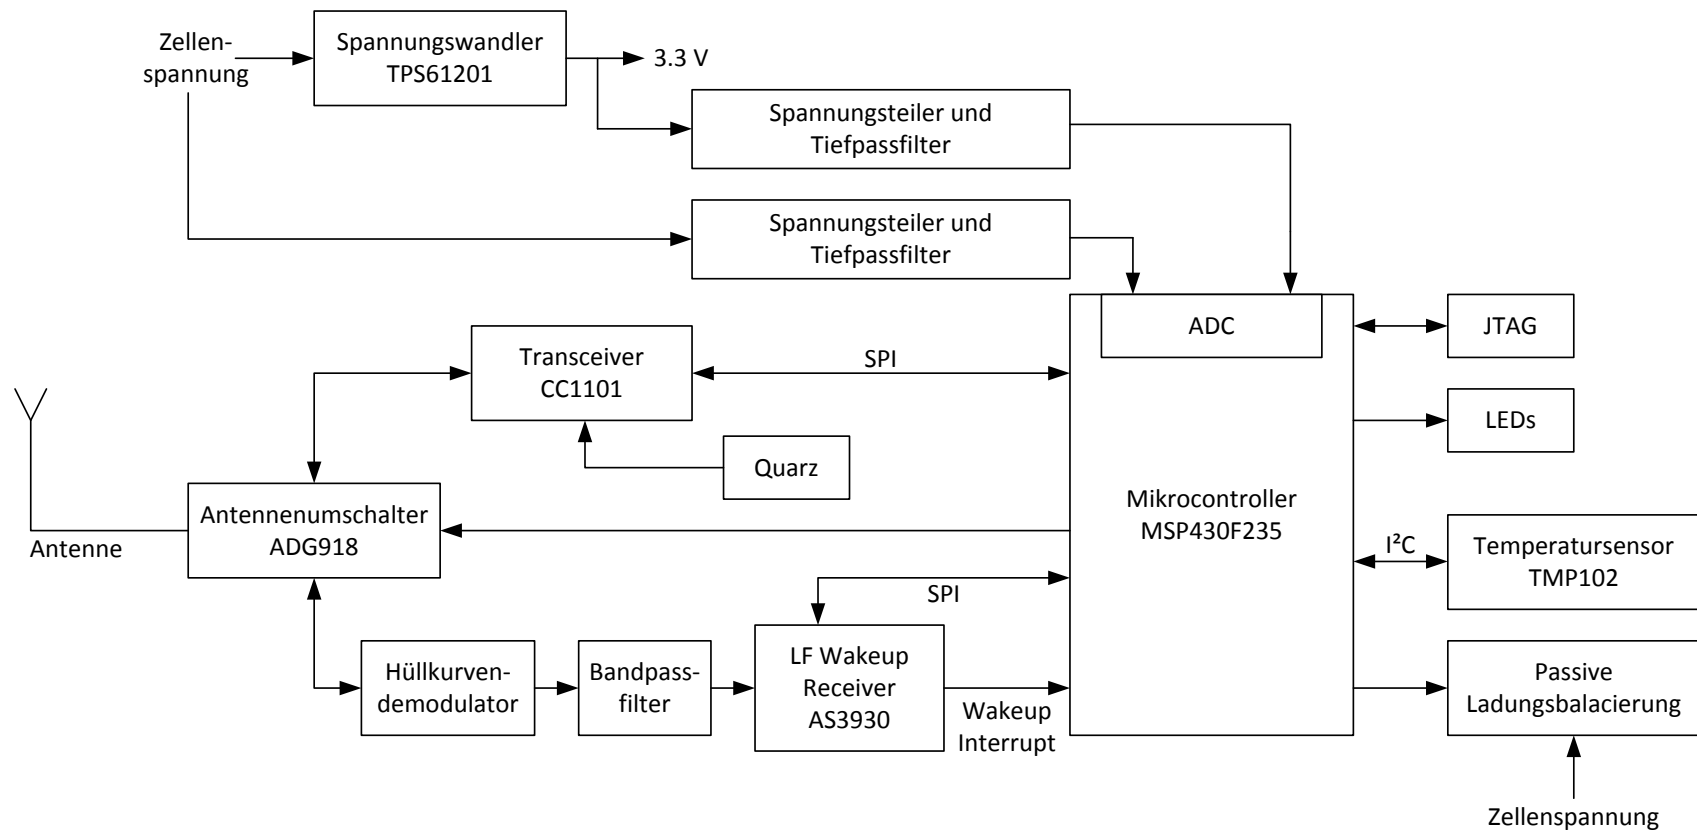 Zellen-
spannung
Spannungswandler
TPS61201
3.3 V
Spannungsteiler und
Tiefpassfilter
Spannungsteiler und
Tiefpassfilter
ADC
JTAG
Transceiver
CC1101
SPI
LEDs
Quarz
Mikrocontroller
MSP430F235
Antennenumschalter
ADG918
Antenne
I²C
Temperatursensor
TMP102
SPI
Hüllkurven-
demodulator
Bandpass-
filter
LF Wakeup
Receiver
AS3930
Wakeup
Interrupt
Passive
Ladungsbalacierung
Zellenspannung